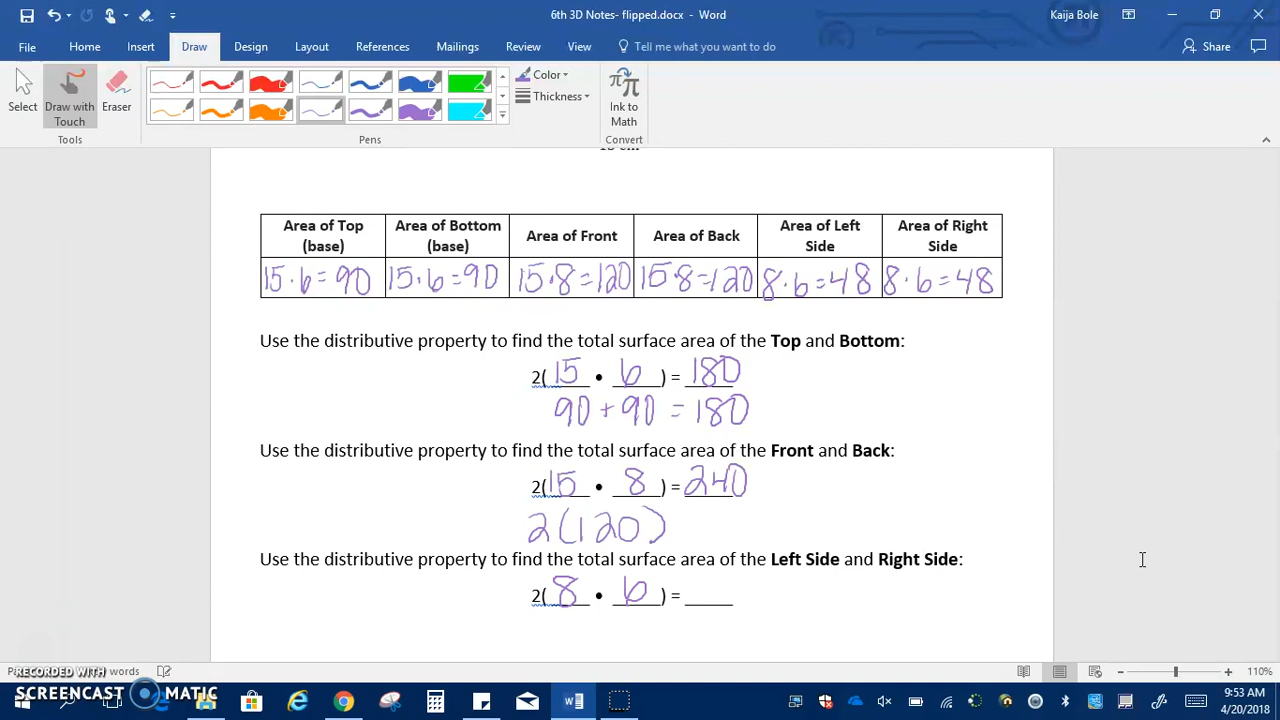 6th 3D Notes- flipped.docx - Word
Kaija Bole
File Home Insert Draw Design Layout References Mailings Review View Tell me what you want to do Share
Select
Draw with Touch
Eraser
Tools
Pens
Color
Thickness
Ink to Math
Convert
Area of Top (base) Area of Bottom (base) Area of Front Area of Back Area of Left Side Area of Right Side
15·6=90 15·6=90 15·8=120 15·8=120 8·6=48 8·6=48
Use the distributive property to find the total surface area of the Top and Bottom:
2( 15 • 6 ) = 180
90 + 90 = 180
Use the distributive property to find the total surface area of the Front and Back:
2( 15 • 8 ) = 240
2(120)
Use the distributive property to find the total surface area of the Left Side and Right Side:
2( 8 • 6 ) = ____
words
110%
RECORDED WITH
SCREENCAST MATIC
9:53 AM
4/20/2018